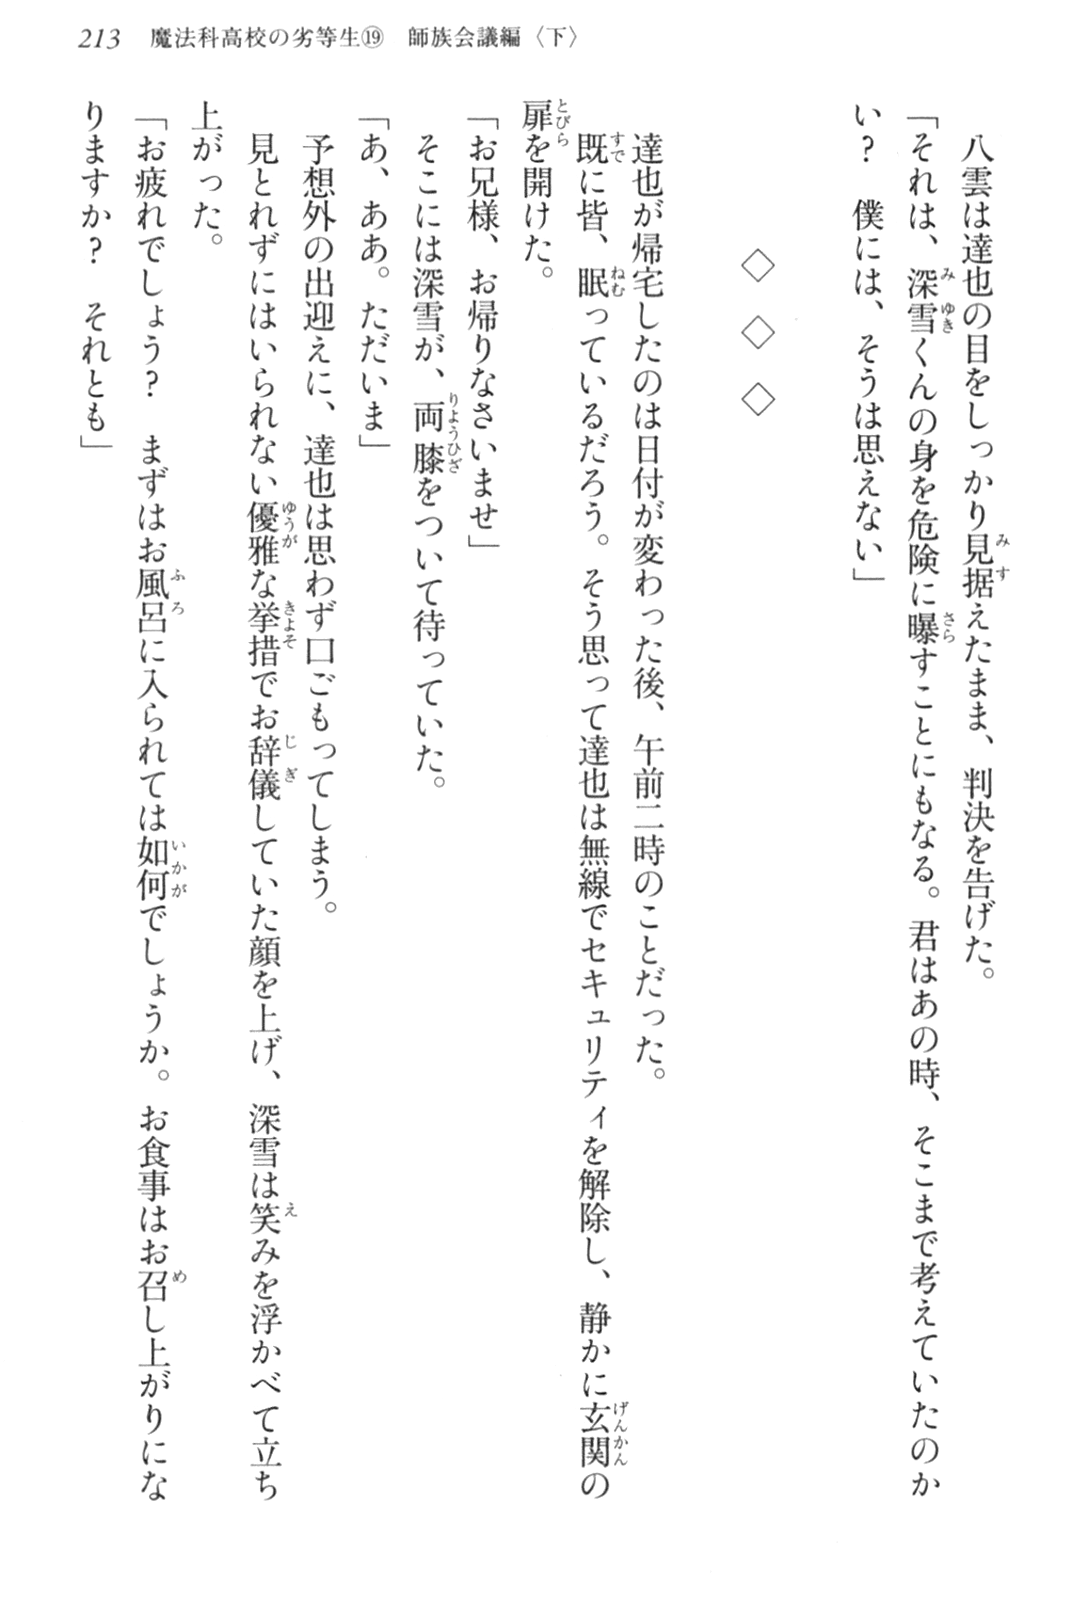 213　魔法科高校の劣等生⑲　師族会議編〈下〉
　八雲は達也の目をしっかり見据えたまま、判決を告げた。
「それは、深雪くんの身を危険に曝すことにもなる。君はあの時、そこまで考えていたのか
い？　僕には、そうは思えない」
◇　◇　◇
　達也が帰宅したのは日付が変わった後、午前二時のことだった。
　既に皆、眠っているだろう。そう思って達也は無線でセキュリティを解除し、静かに玄関の
扉を開けた。
「お兄様、お帰りなさいませ」
　そこには深雪が、両膝をついて待っていた。
「あ、ああ。ただいま」
　予想外の出迎えに、達也は思わず口ごもってしまう。
　見とれずにはいられない優雅な挙措でお辞儀していた顔を上げ、深雪は笑みを浮かべて立ち
上がった。
「お疲れでしょう？　まずはお風呂に入られては如何でしょうか。お食事はお召し上がりにな
りますか？　それとも」